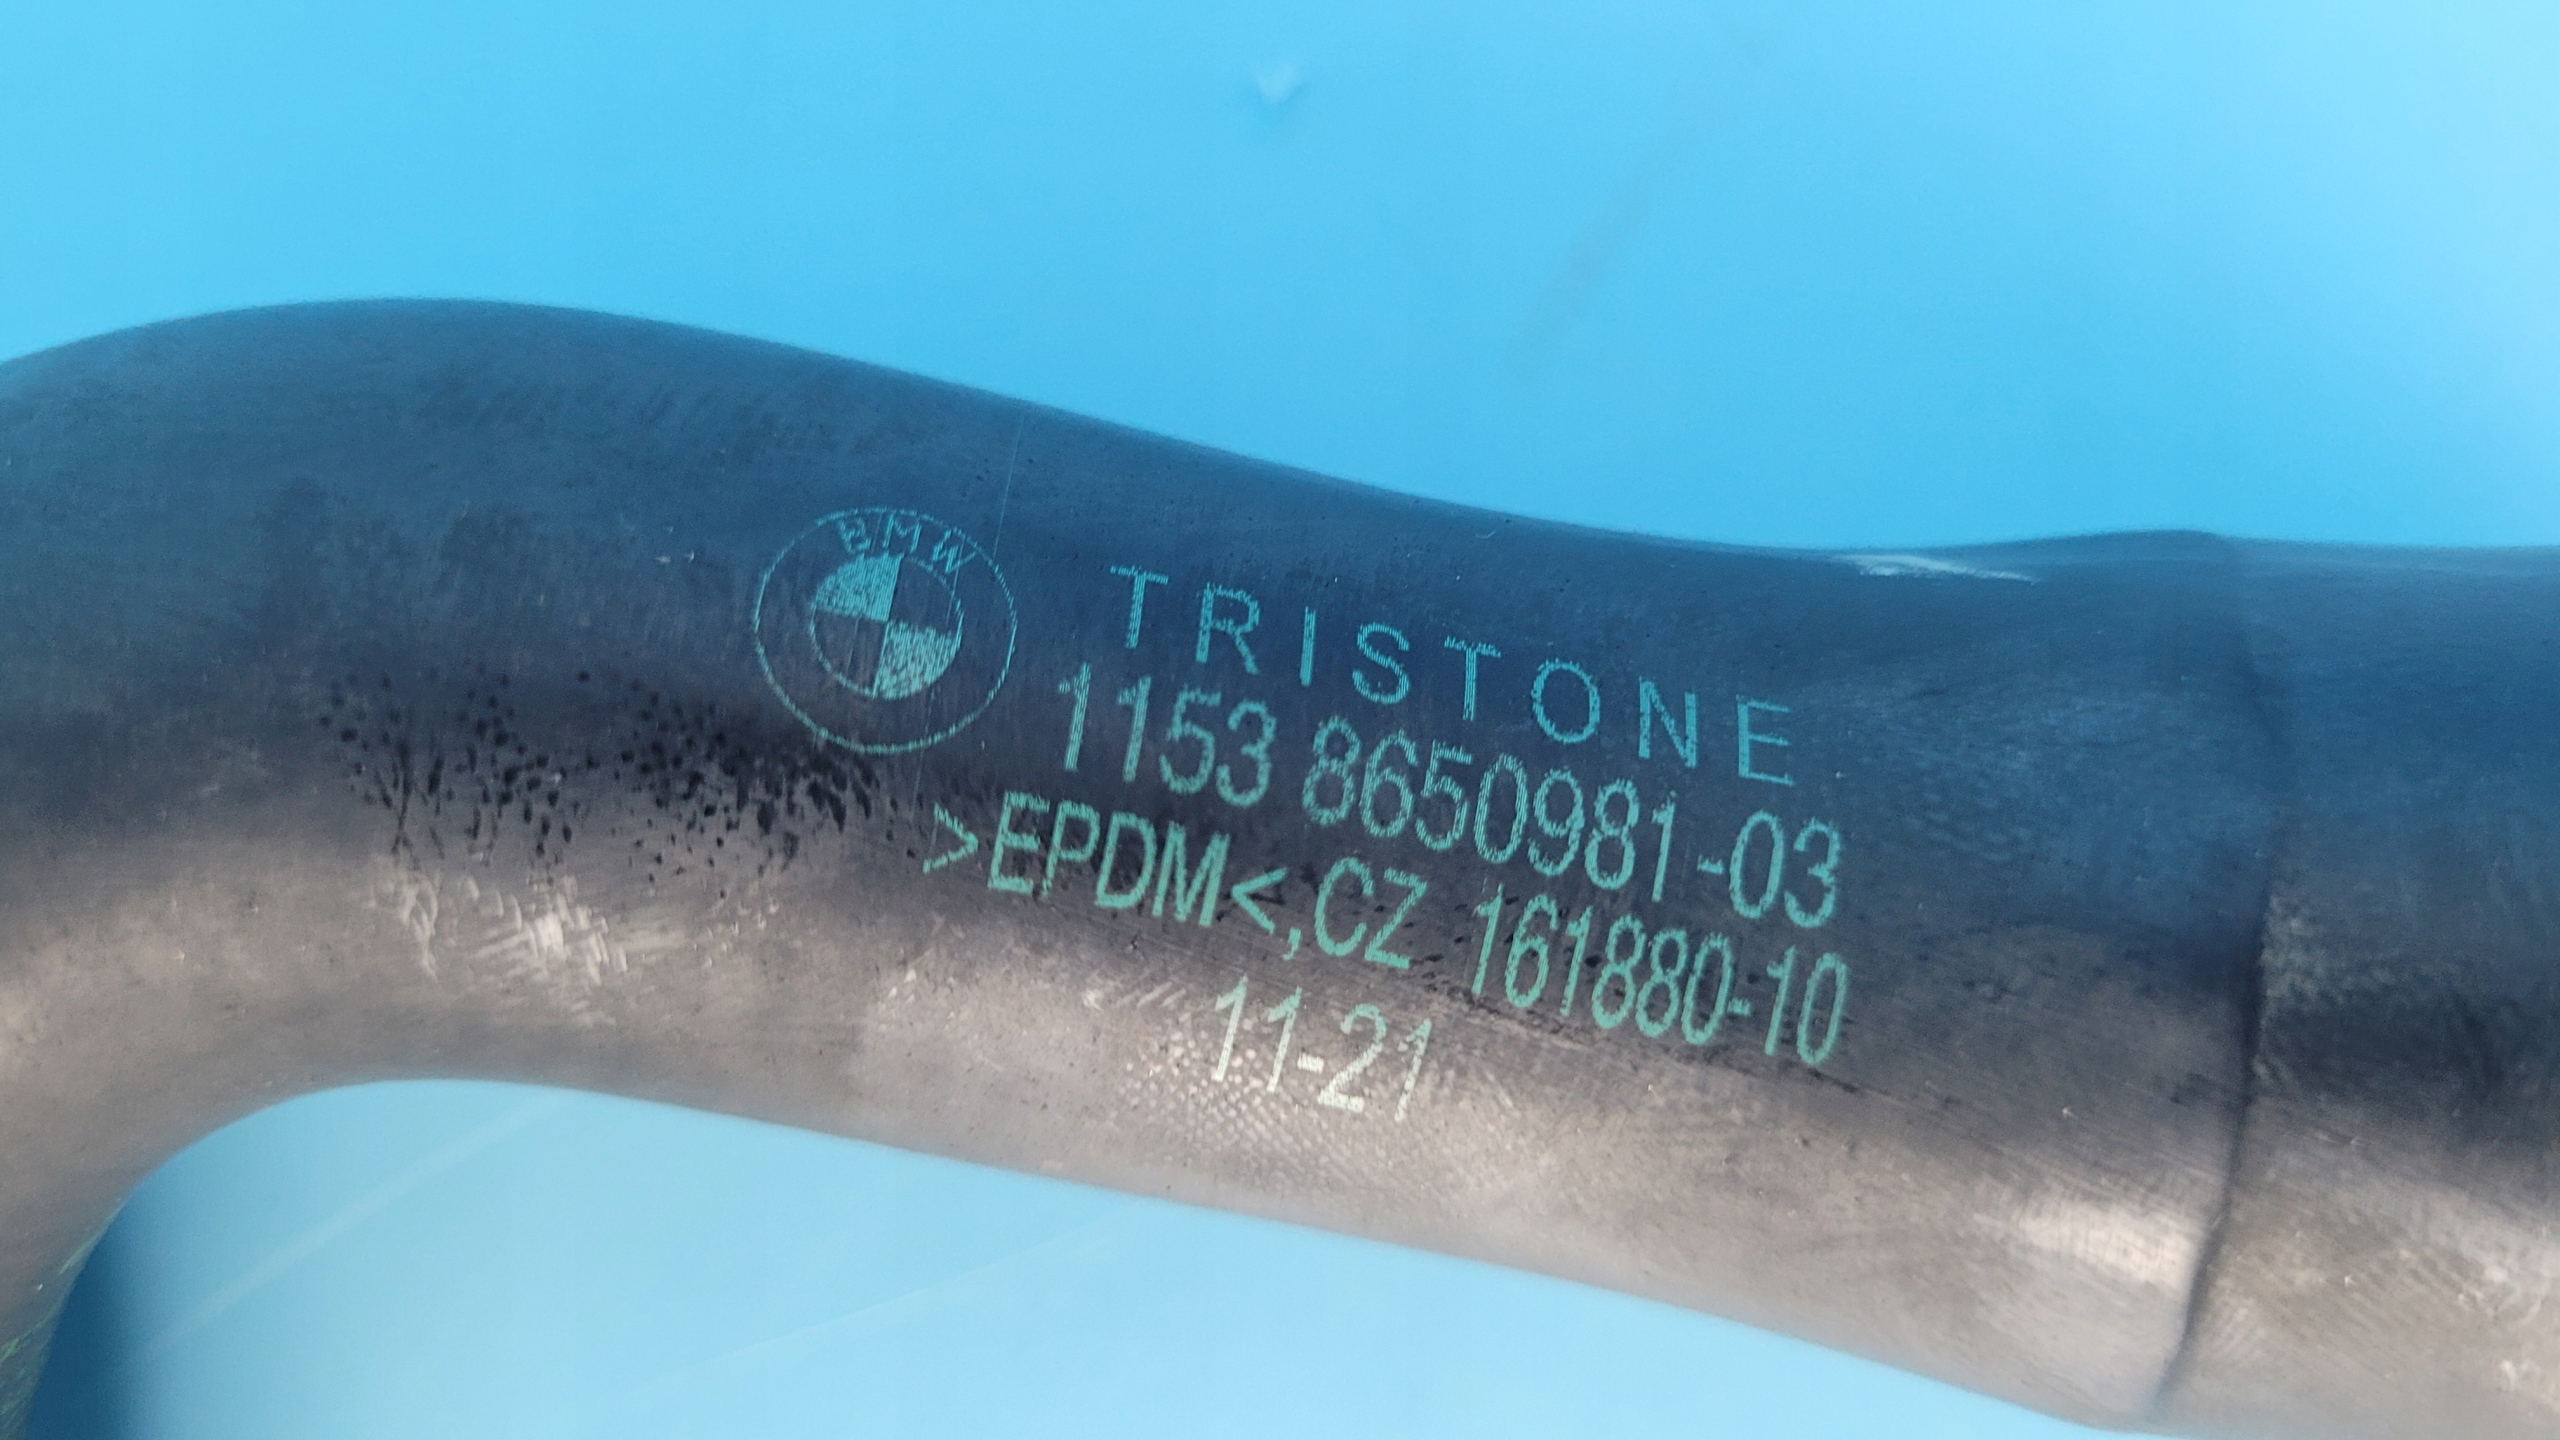 BMW
TRISTONE
1153 8650981-03
>EPDM<,CZ 161880-10
11-21